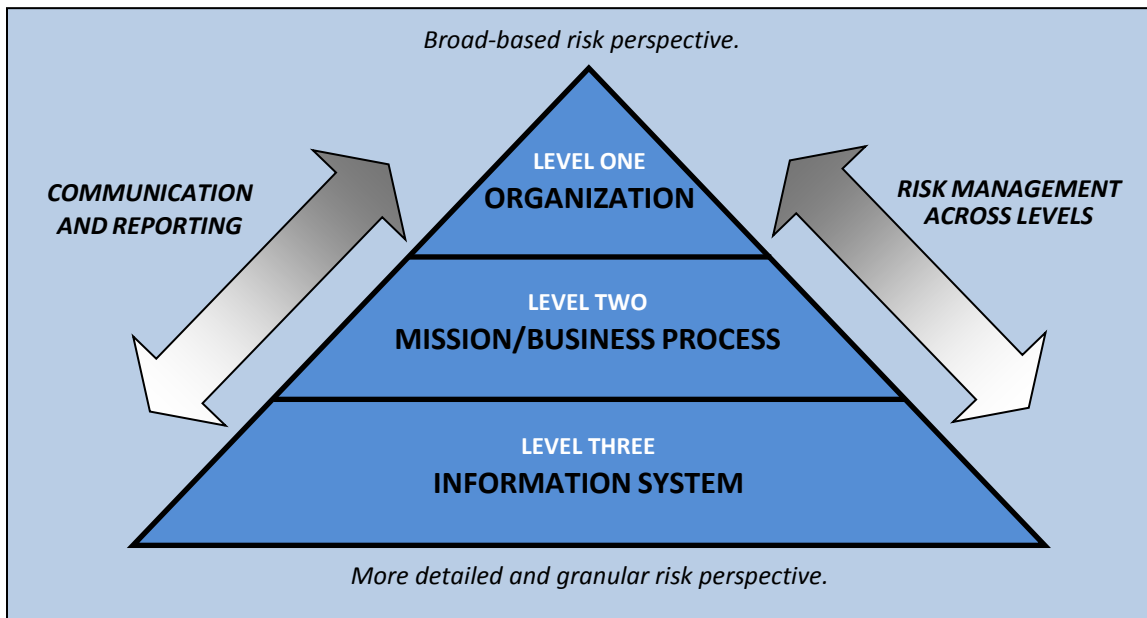 Broad-based risk perspective.
LEVEL ONE
ORGANIZATION
COMMUNICATION
AND REPORTING
RISK MANAGEMENT
ACROSS LEVELS
LEVEL TWO
MISSION/BUSINESS PROCESS
LEVEL THREE
INFORMATION SYSTEM
More detailed and granular risk perspective.